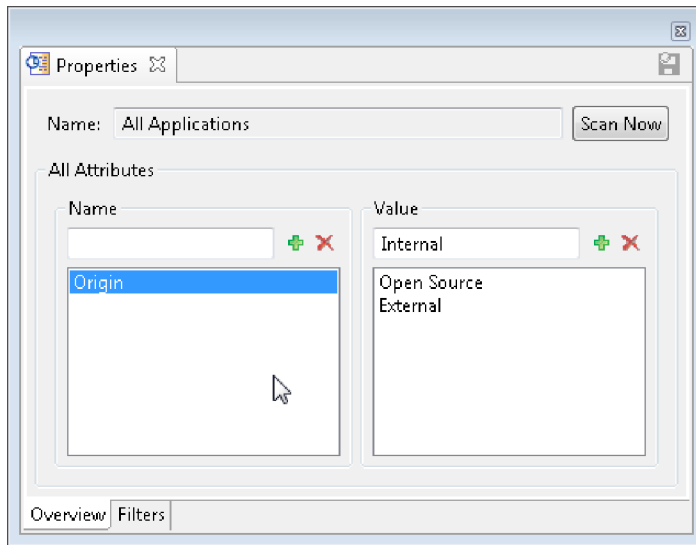 Properties
Name: All Applications Scan Now
All Attributes
Name Value
Internal
Origin Open Source
External
Overview Filters